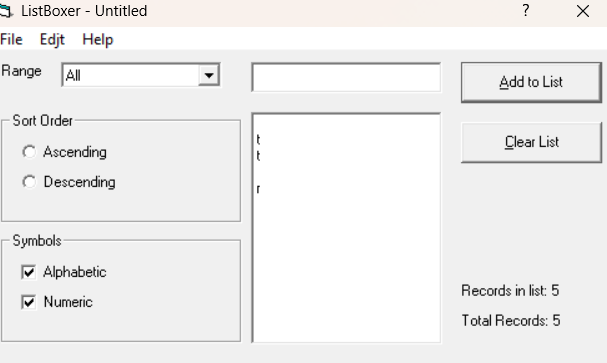 ListBoxer - Untitled
?
File Edjt Help
Range
All
Add to List
Sort Order
Ascending
Descending
t
t
r
Clear List
Symbols
Alphabetic
Numeric
Records in list: 5
Total Records: 5